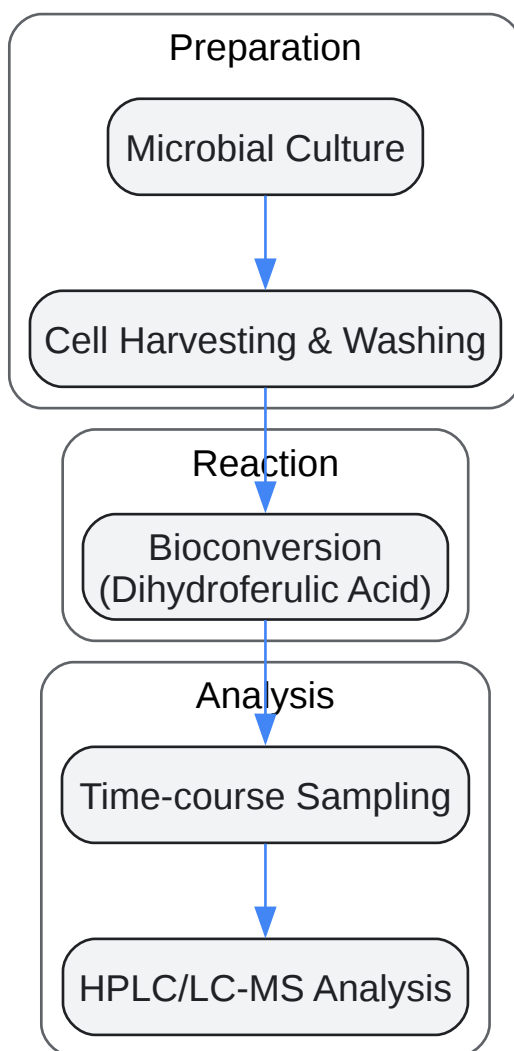 Preparation
Microbial Culture
Cell Harvesting & Washing
Reaction
Bioconversion
(Dihydroferulic Acid)
Analysis
Time-course Sampling
HPLC/LC-MS Analysis